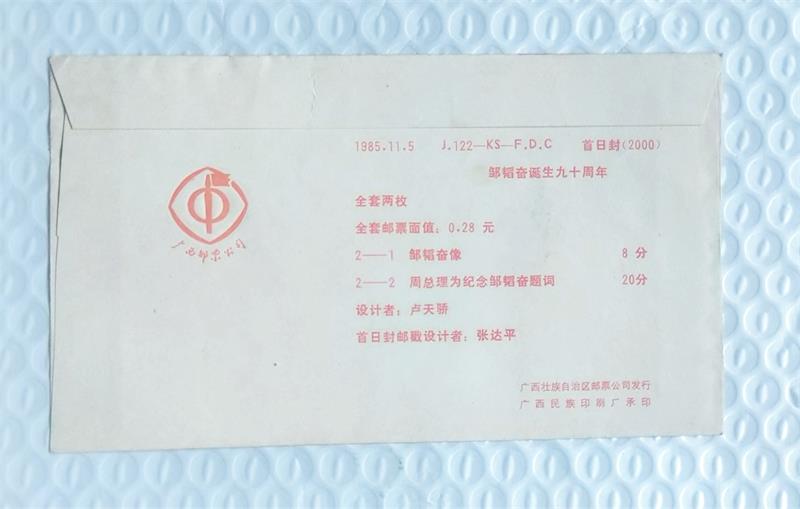 1985.11.5 J.122—KS—F.D.C 首日封(2000)
邹韬奋诞生九十周年
全套两枚
全套邮票面值：0.28 元
2——1 邹韬奋像 8 分
2——2 周总理为纪念邹韬奋题词 20分
设计者：卢天骄
首日封邮戳设计者：张达平
广西壮族自治区邮票公司发行
广西民族印刷厂承印